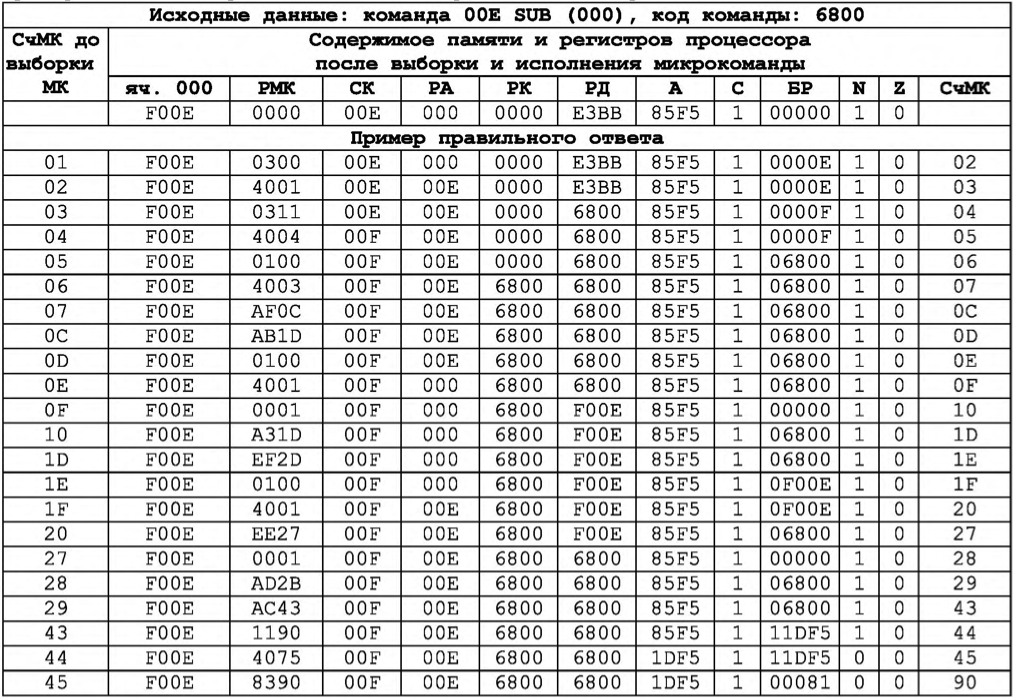 Исходные данные: команда 00E SUB (000), код команды: 6800
СчМК до выборки МК Содержимое памяти и регистров процессора после выборки и исполнения микрокоманды
яч. 000 РМК СК РА РК РД А С БР N Z СчМК
F00E 0000 00E 000 0000 E3BB 85F5 1 00000 1 0
Пример правильного ответа
01 F00E 0300 00E 000 0000 E3BB 85F5 1 0000E 1 0 02
02 F00E 4001 00E 00E 0000 E3BB 85F5 1 0000E 1 0 03
03 F00E 0311 00E 00E 0000 6800 85F5 1 0000F 1 0 04
04 F00E 4004 00F 00E 0000 6800 85F5 1 0000F 1 0 05
05 F00E 0100 00F 00E 0000 6800 85F5 1 06800 1 0 06
06 F00E 4003 00F 00E 6800 6800 85F5 1 06800 1 0 07
07 F00E AF0C 00F 00E 6800 6800 85F5 1 06800 1 0 0C
0C F00E AB1D 00F 00E 6800 6800 85F5 1 06800 1 0 0D
0D F00E 0100 00F 00E 6800 6800 85F5 1 06800 1 0 0E
0E F00E 4001 00F 000 6800 6800 85F5 1 06800 1 0 0F
0F F00E 0001 00F 000 6800 F00E 85F5 1 00000 1 0 10
10 F00E A31D 00F 000 6800 F00E 85F5 1 06800 1 0 1D
1D F00E EF2D 00F 000 6800 F00E 85F5 1 06800 1 0 1E
1E F00E 0100 00F 000 6800 F00E 85F5 1 0F00E 1 0 1F
1F F00E 4001 00F 00E 6800 F00E 85F5 1 0F00E 1 0 20
20 F00E EE27 00F 00E 6800 F00E 85F5 1 06800 1 0 27
27 F00E 0001 00F 00E 6800 6800 85F5 1 00000 1 0 28
28 F00E AD2B 00F 00E 6800 6800 85F5 1 06800 1 0 29
29 F00E AC43 00F 00E 6800 6800 85F5 1 06800 1 0 43
43 F00E 1190 00F 00E 6800 6800 85F5 1 11DF5 1 0 44
44 F00E 4075 00F 00E 6800 6800 1DF5 1 11DF5 0 0 45
45 F00E 8390 00F 00E 6800 6800 1DF5 1 00081 0 0 90